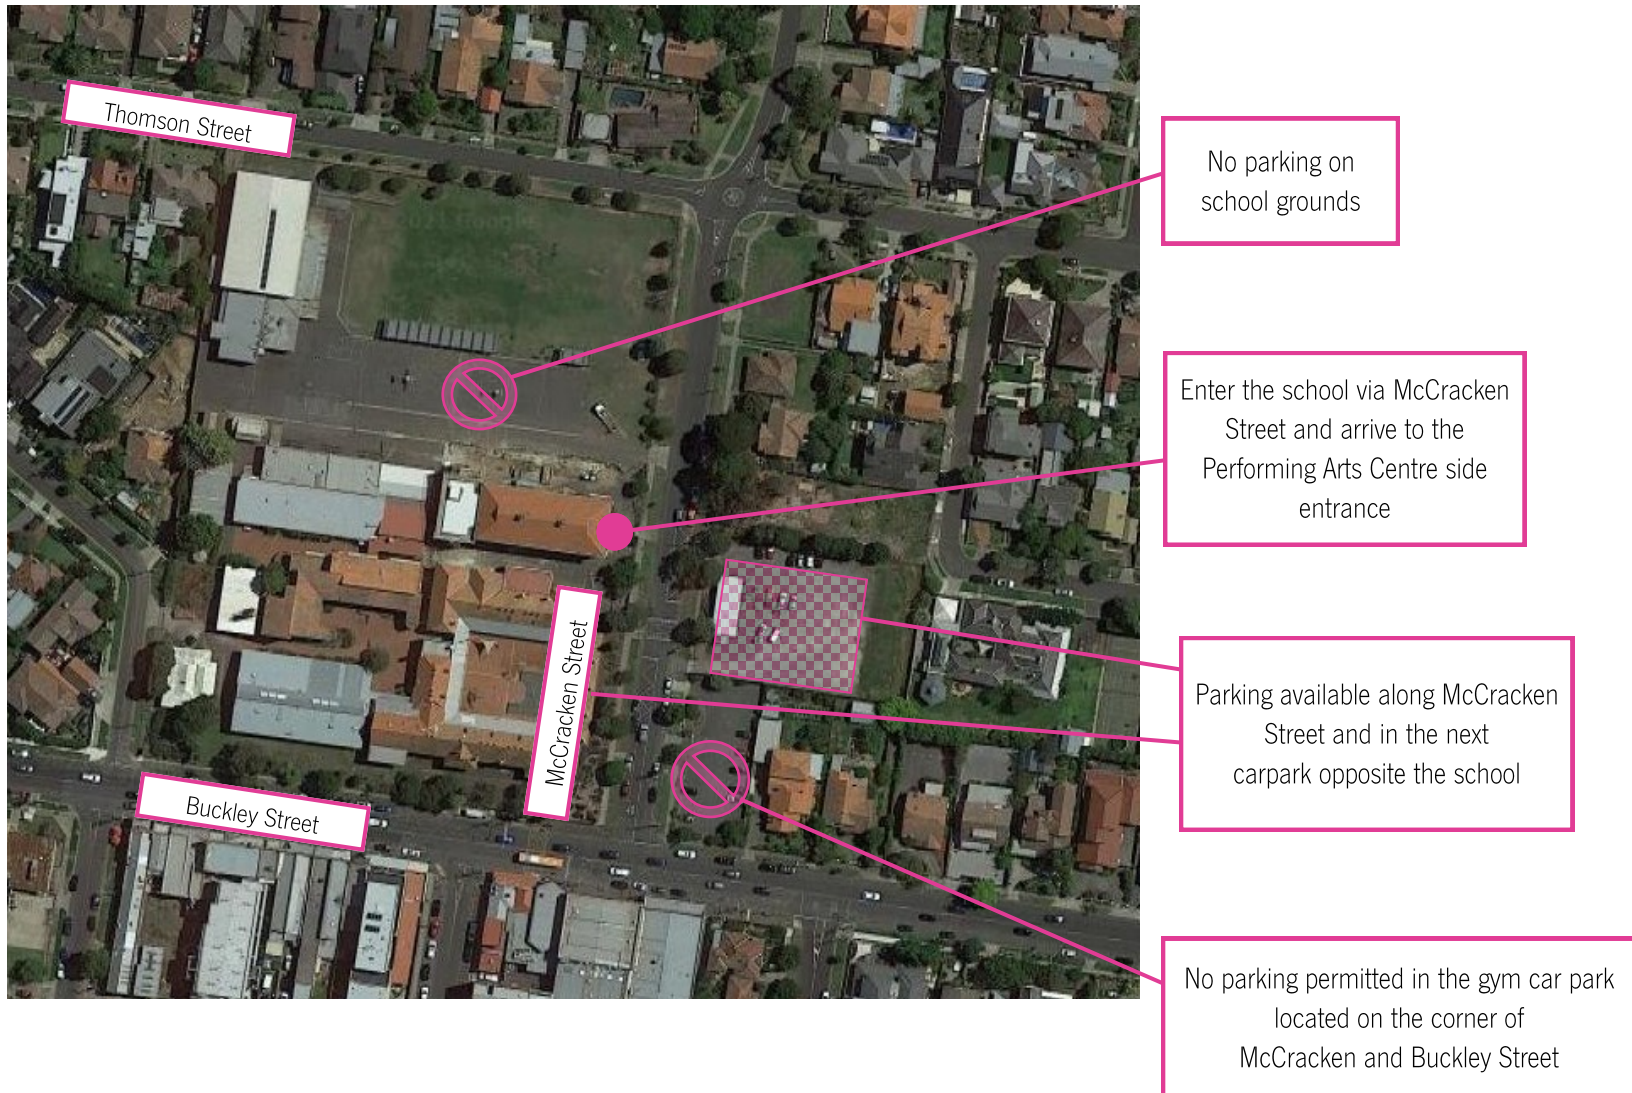 Thomson Street
No parking on
school grounds
Enter the school via McCracken
Street and arrive to the
Performing Arts Centre side
entrance
McCracken Street
Parking available along McCracken
Street and in the next
carpark opposite the school
Buckley Street
No parking permitted in the gym car park
located on the corner of
McCracken and Buckley Street